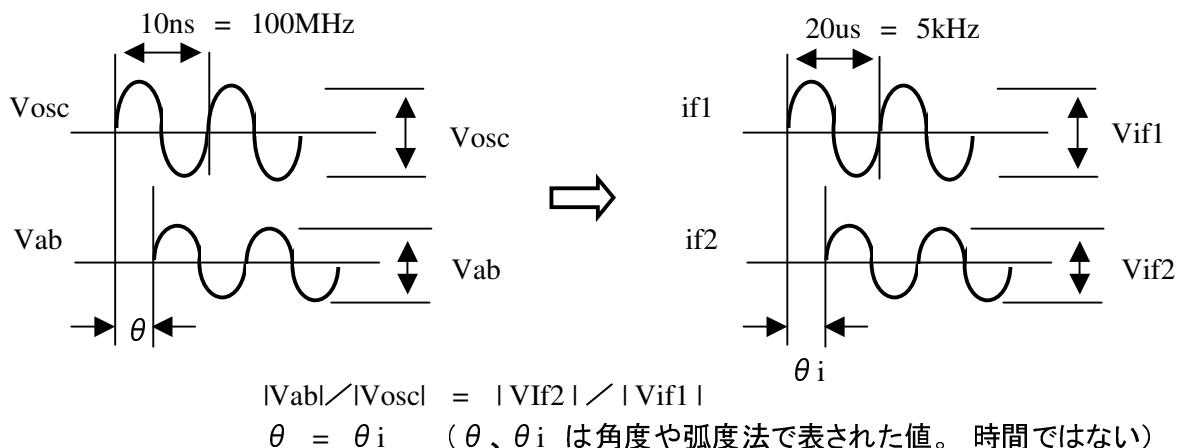 10ns = 100MHz
20us = 5kHz
Vosc
Vosc
if1
Vif1
Vab
Vab
if2
Vif2
θ
θi
|Vab|／|Vosc| = |VIf2|／|Vif1|
θ = θi （θ、θi は角度や弧度法で表された値。 時間ではない）